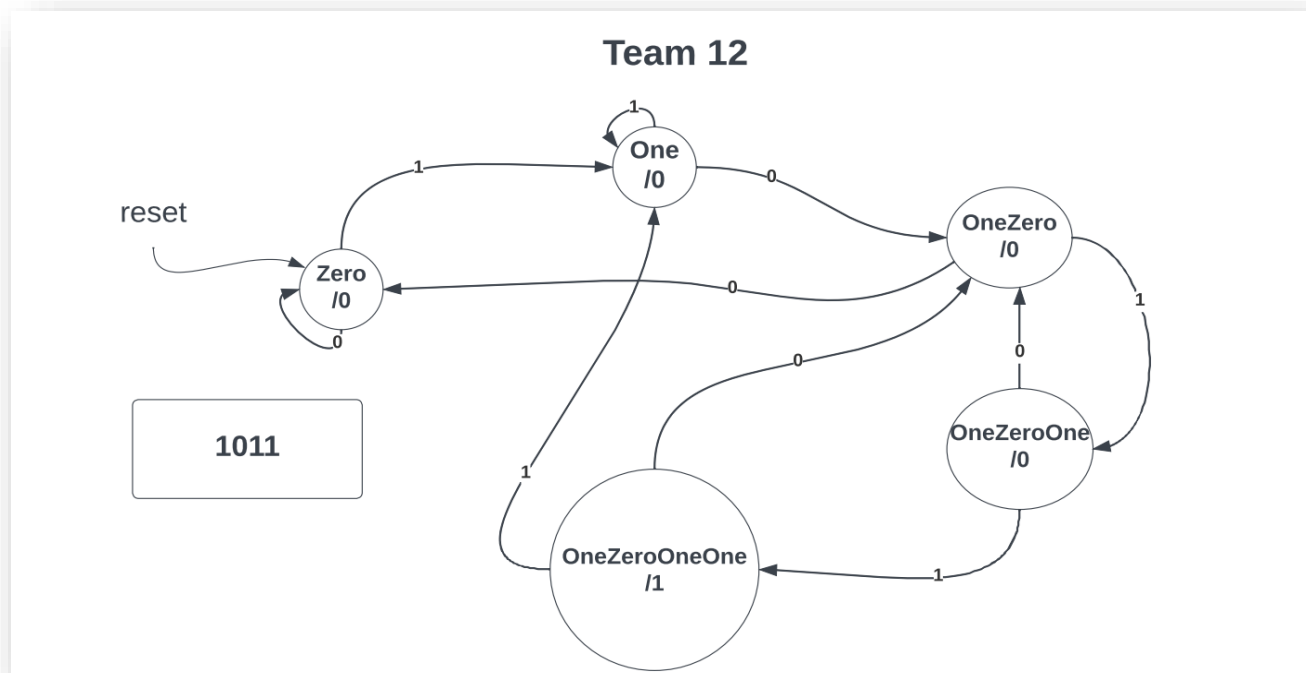 Team 12
1
One
/0
1
0
reset
OneZero
/0
Zero
/0
0
1
0
0
0
1011
OneZeroOne
/0
1
OneZeroOneOne
/1
1